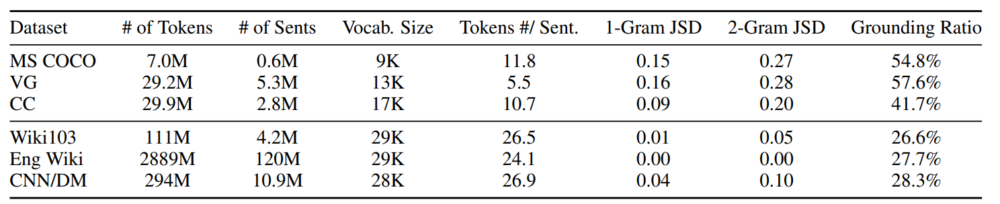 Dataset # of Tokens # of Sents Vocab. Size Tokens #/ Sent. 1-Gram JSD 2-Gram JSD Grounding Ratio
MS COCO 7.0M 0.6M 9K 11.8 0.15 0.27 54.8%
VG 29.2M 5.3M 13K 5.5 0.16 0.28 57.6%
CC 29.9M 2.8M 17K 10.7 0.09 0.20 41.7%
Wiki103 111M 4.2M 29K 26.5 0.01 0.05 26.6%
Eng Wiki 2889M 120M 29K 24.1 0.00 0.00 27.7%
CNN/DM 294M 10.9M 28K 26.9 0.04 0.10 28.3%